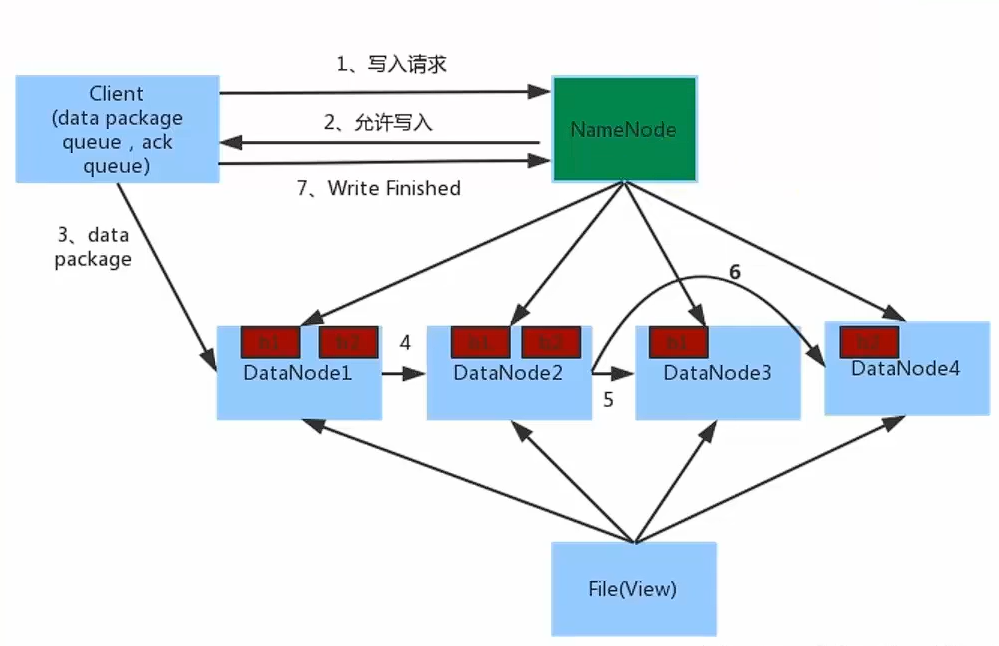 1、写入请求
Client
(data package
queue，ack
queue)
2、允许写入
NameNode
7、Write Finished
3、data
package
6
b1
b2
4
b1
b2
b1
b2
DataNode1
DataNode2
DataNode3
DataNode4
5
File(View)